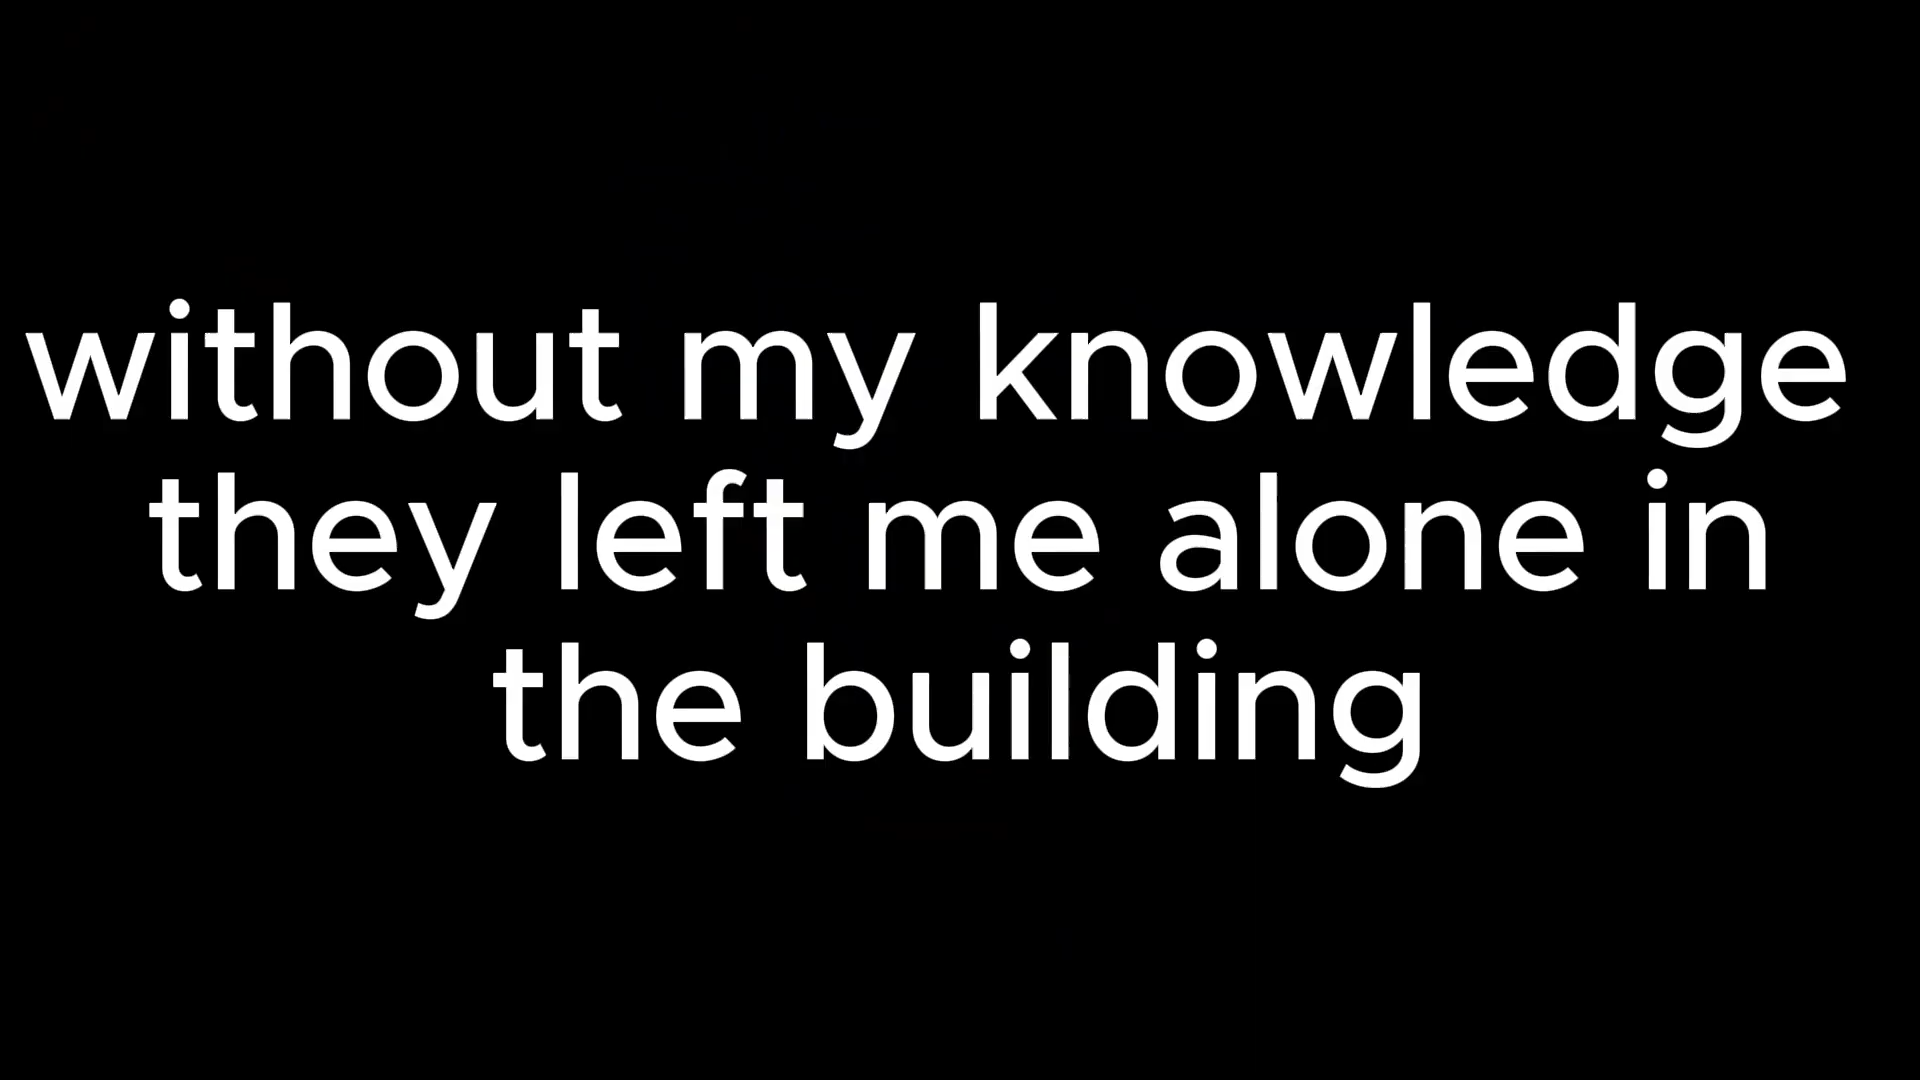 without my knowledge
they left me alone in
the building